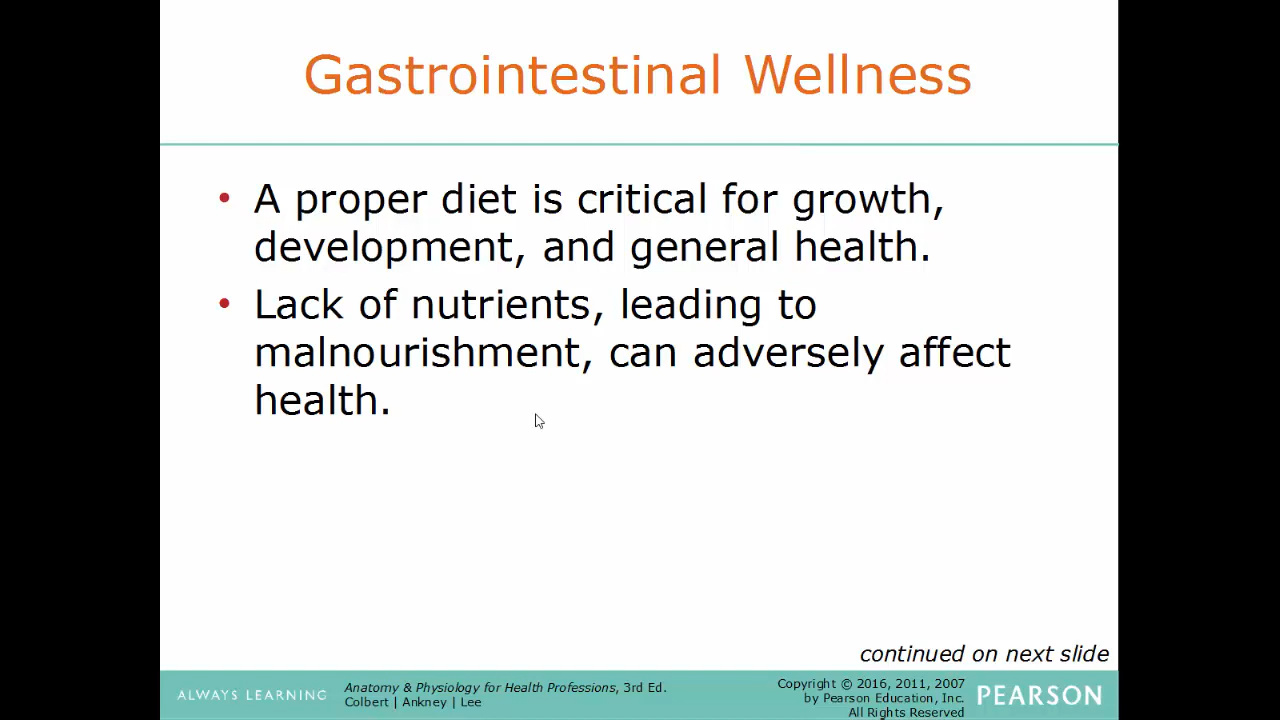 Gastrointestinal Wellness
• A proper diet is critical for growth,
development, and general health.
• Lack of nutrients, leading to
malnourishment, can adversely affect
health.
continued on next slide
ALWAYS LEARNING
Anatomy & Physiology for Health Professions, 3rd Ed.
Colbert | Ankney | Lee
Copyright © 2016, 2011, 2007
by Pearson Education, Inc.
All Rights Reserved
PEARSON